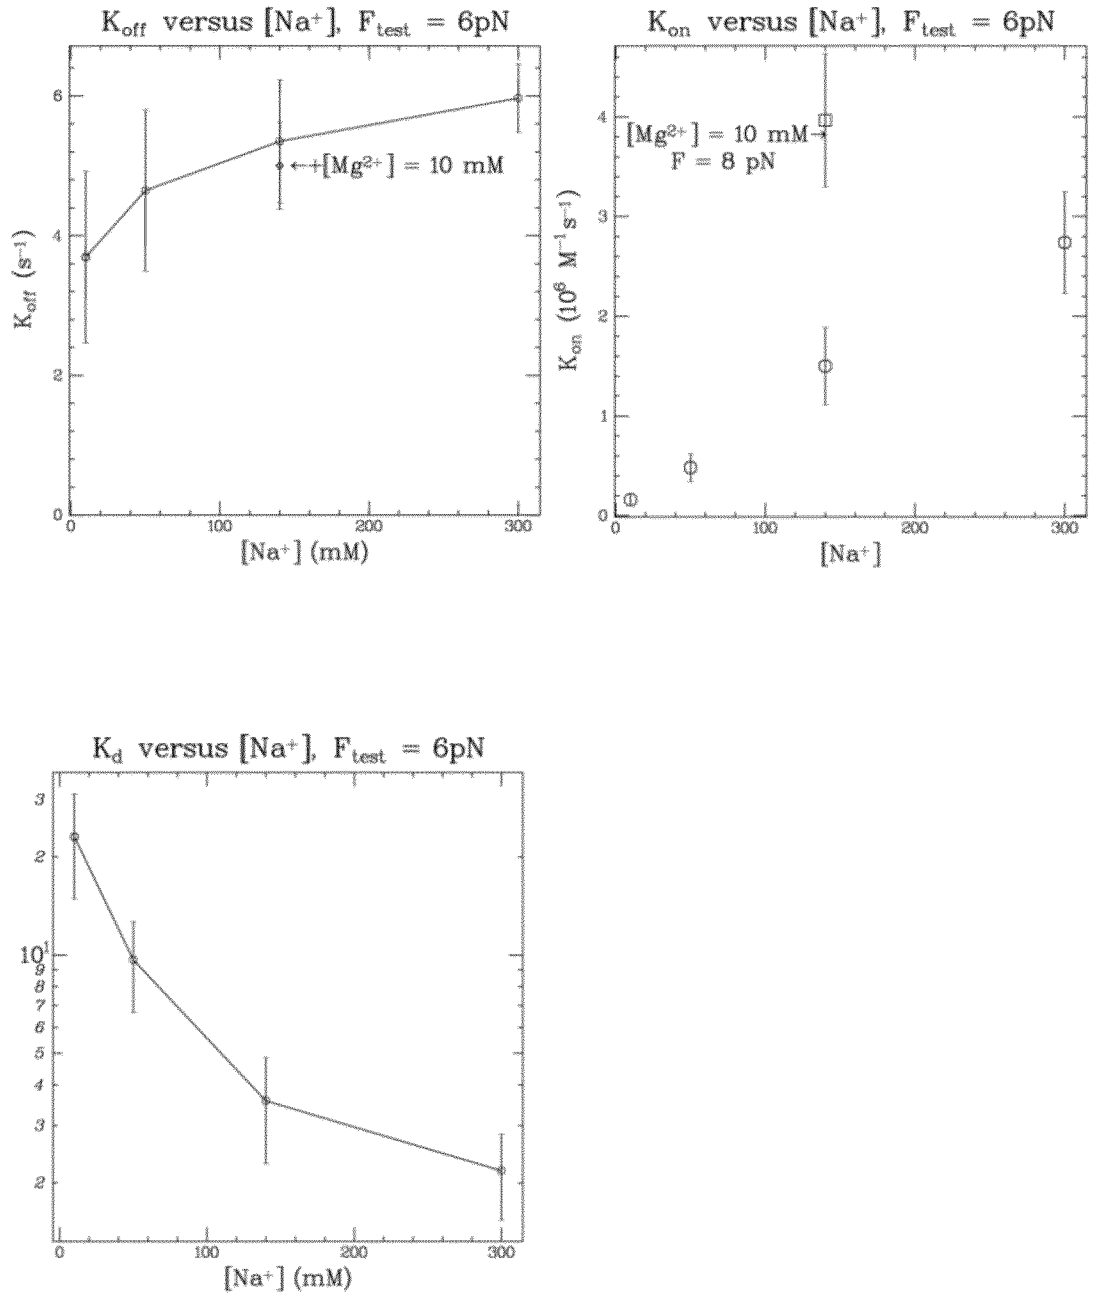 K_off versus [Na⁺], F_test = 6pN
6
4
2
0
K_off (s⁻¹)
←+[Mg²⁺] = 10 mM
0 100 200 300
[Na⁺] (mM)
K_on versus [Na⁺], F_test = 6pN
4
3
2
1
0
K_on (10⁶ M⁻¹s⁻¹)
[Mg²⁺] = 10 mM→
F = 8 pN
0 100 200 300
[Na⁺]
K_d versus [Na⁺], F_test = 6pN
3
2
10¹
9
8
7
6
5
4
3
2
0 100 200 300
[Na⁺] (mM)